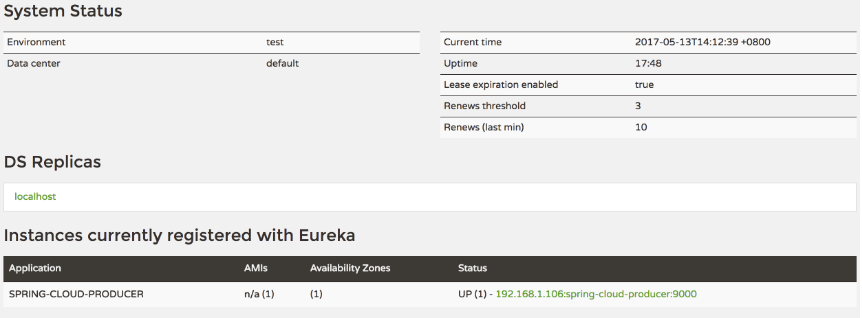 System Status
Environment test
Data center default
Current time 2017-05-13T14:12:39 +0800
Uptime 17:48
Lease expiration enabled true
Renews threshold 3
Renews (last min) 10
DS Replicas
localhost
Instances currently registered with Eureka
Application AMIs Availability Zones Status
SPRING-CLOUD-PRODUCER n/a (1) (1) UP (1) - 192.168.1.106:spring-cloud-producer:9000